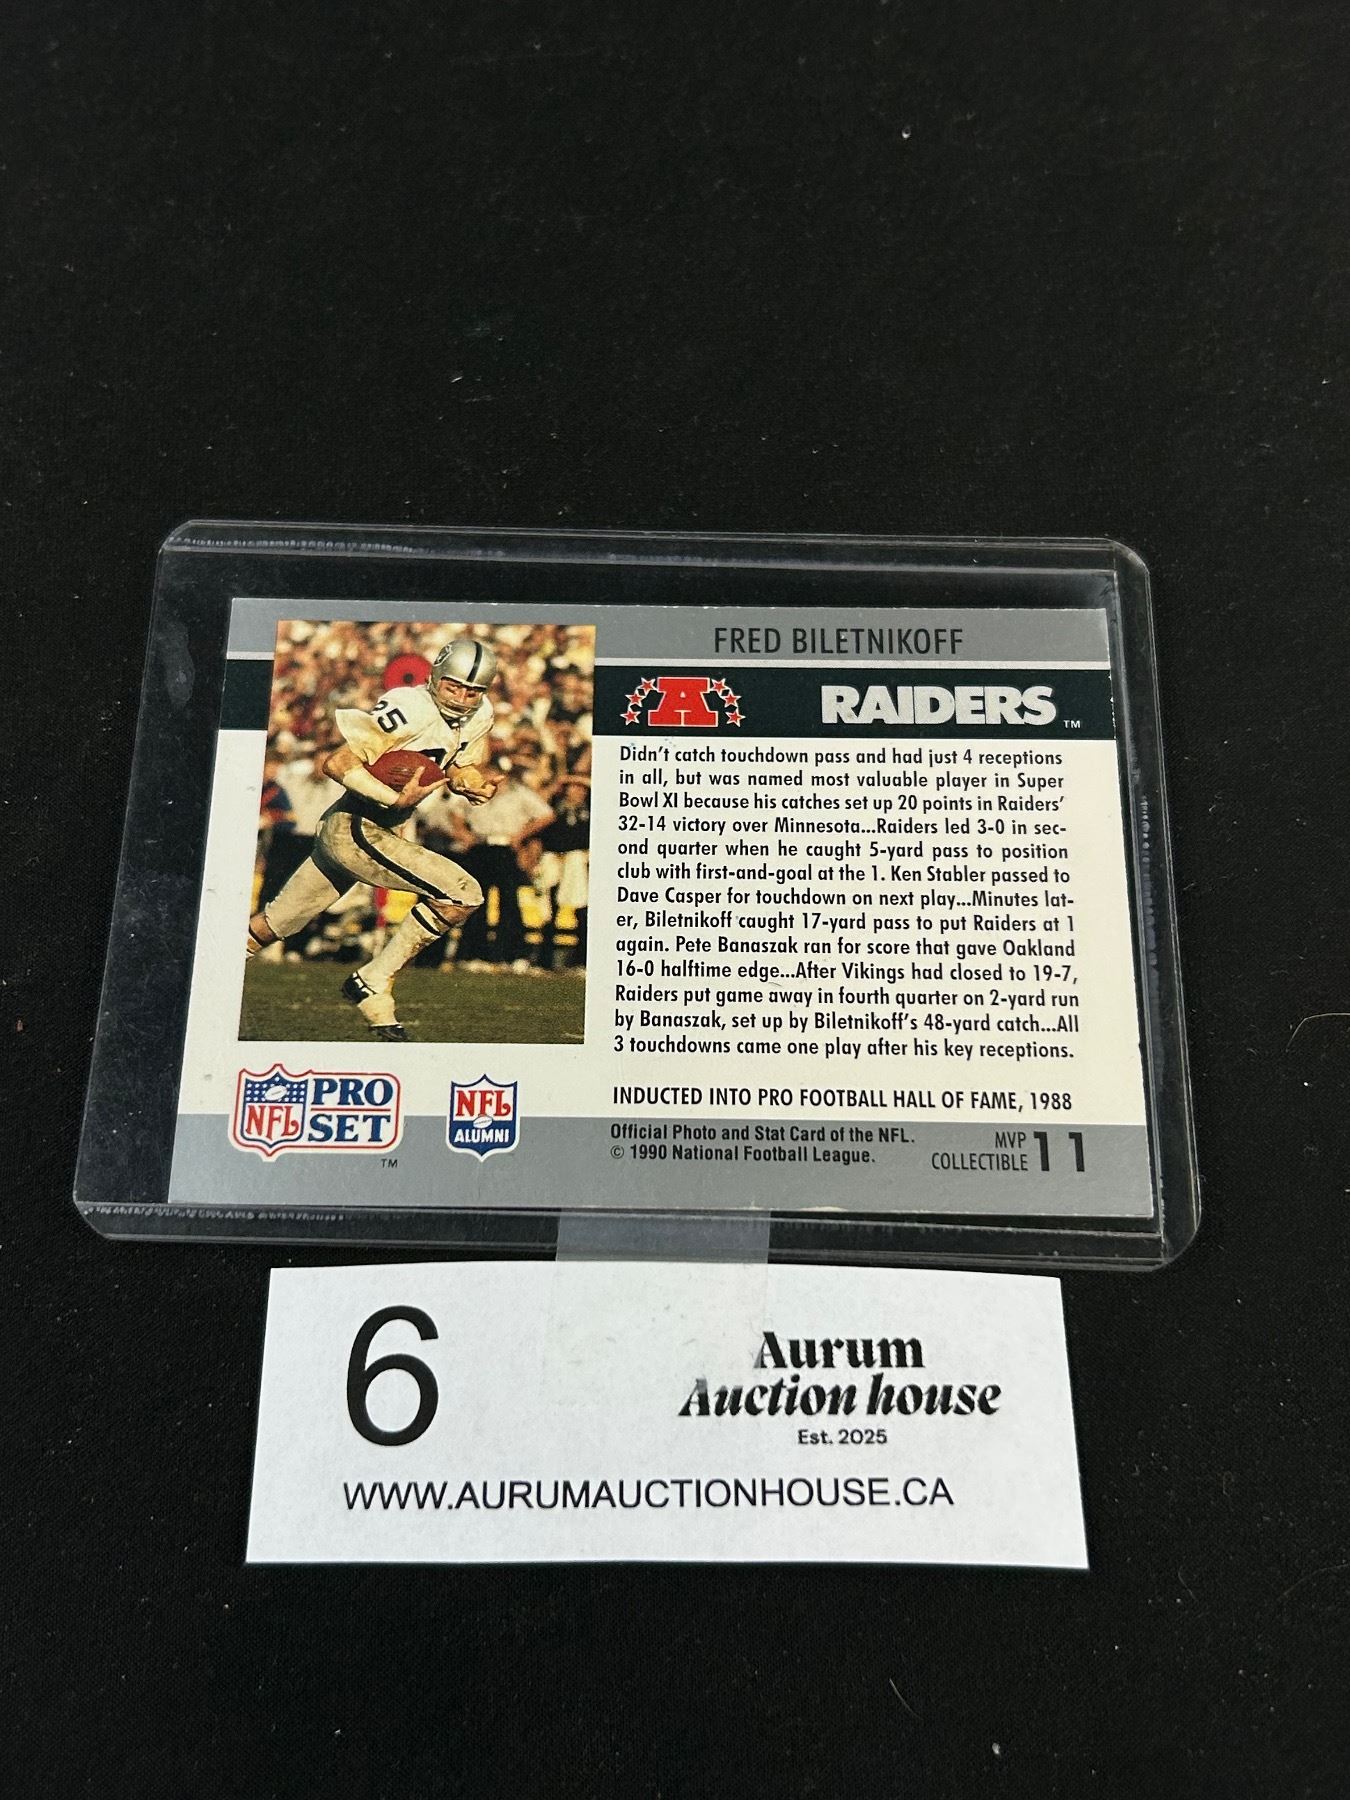 FRED BILETNIKOFF
A
RAIDERS™
25
Didn't catch touchdown pass and had just 4 receptions
in all, but was named most valuable player in Super
Bowl XI because his catches set up 20 points in Raiders'
32-14 victory over Minnesota...Raiders led 3-0 in sec-
ond quarter when he caught 5-yard pass to position
club with first-and-goal at the 1. Ken Stabler passed to
Dave Casper for touchdown on next play...Minutes lat-
er, Biletnikoff caught 17-yard pass to put Raiders at 1
again. Pete Banaszak ran for score that gave Oakland
16-0 halftime edge...After Vikings had closed to 19-7,
Raiders put game away in fourth quarter on 2-yard run
by Banaszak, set up by Biletnikoff's 48-yard catch...All
3 touchdowns came one play after his key receptions.
INDUCTED INTO PRO FOOTBALL HALL OF FAME, 1988
NFL
PRO
SET™
NFL
ALUMNI
Official Photo and Stat Card of the NFL.
© 1990 National Football League.
MVP
COLLECTIBLE 11
6
Aurum
Auction house
Est. 2025
WWW.AURUMAUCTIONHOUSE.CA